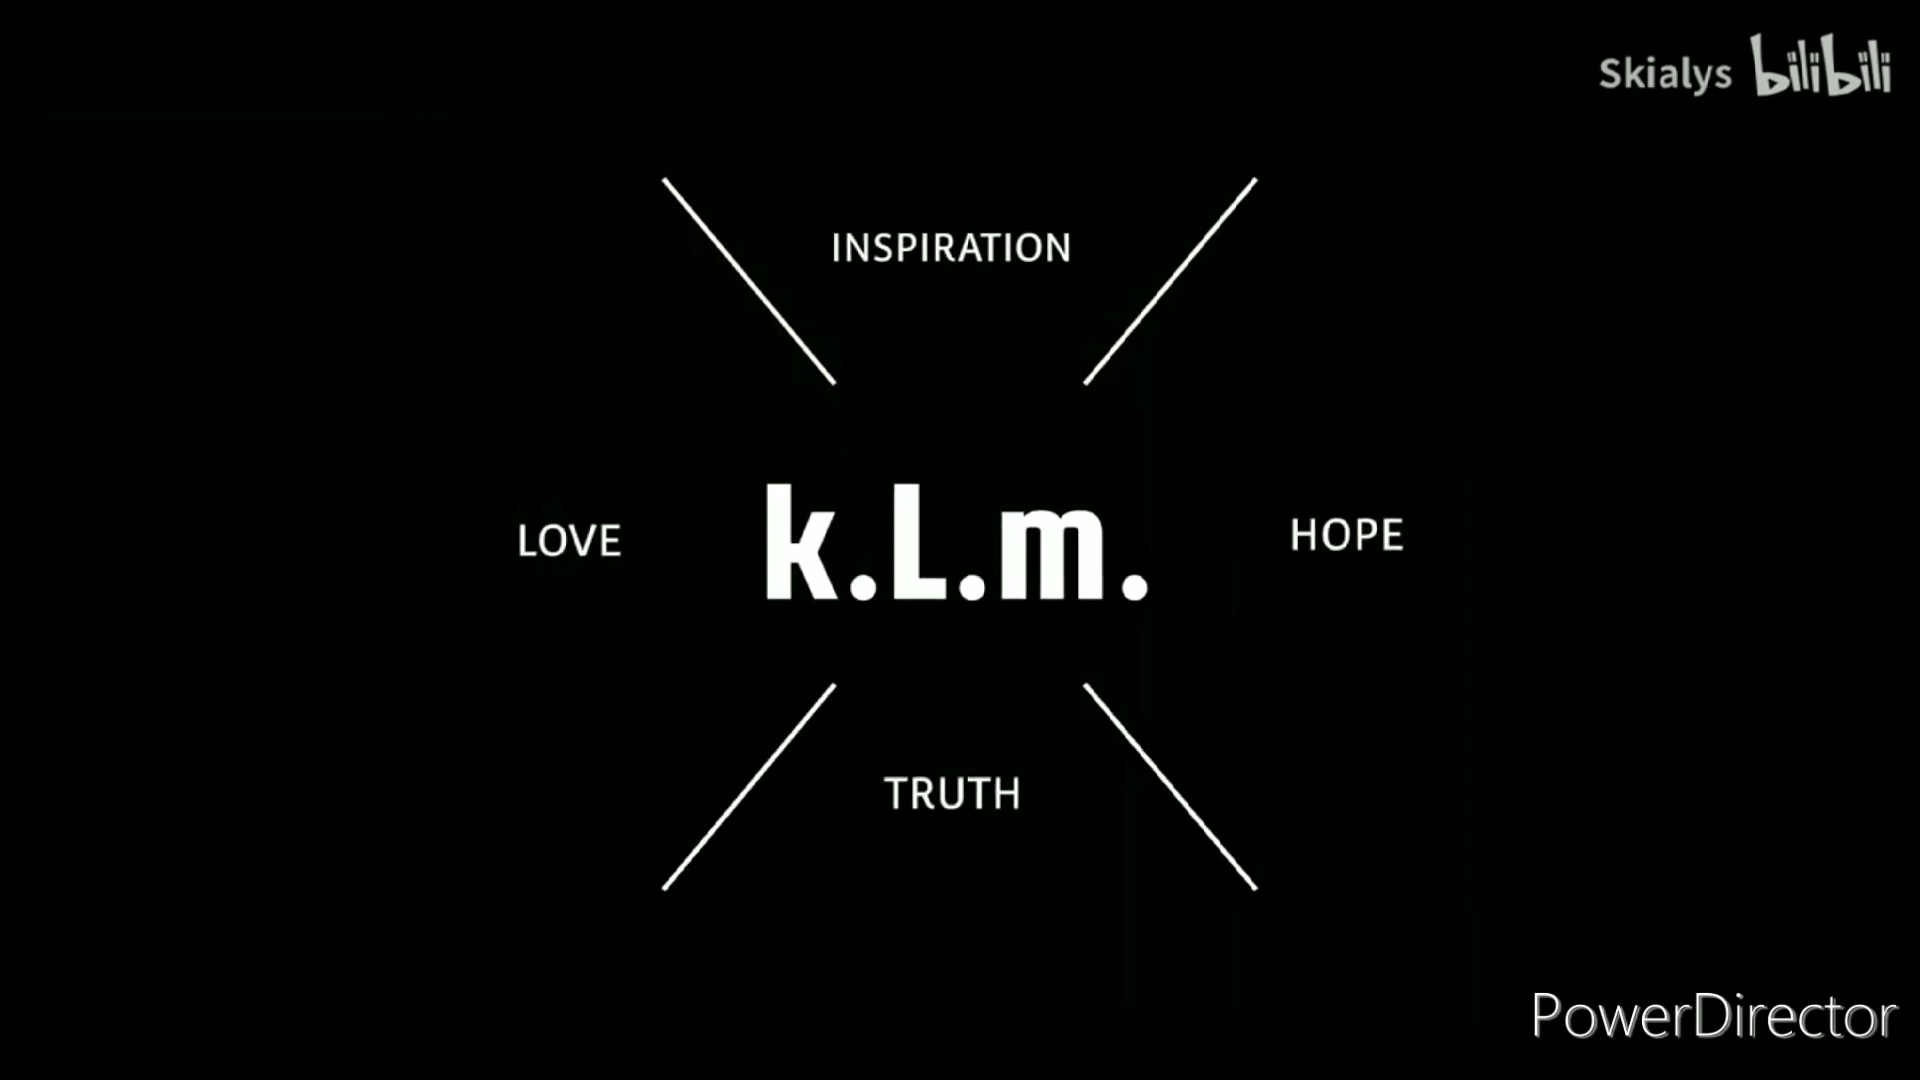 Skialys bilibili
INSPIRATION
LOVE
k.L.m.
HOPE
TRUTH
PowerDirector